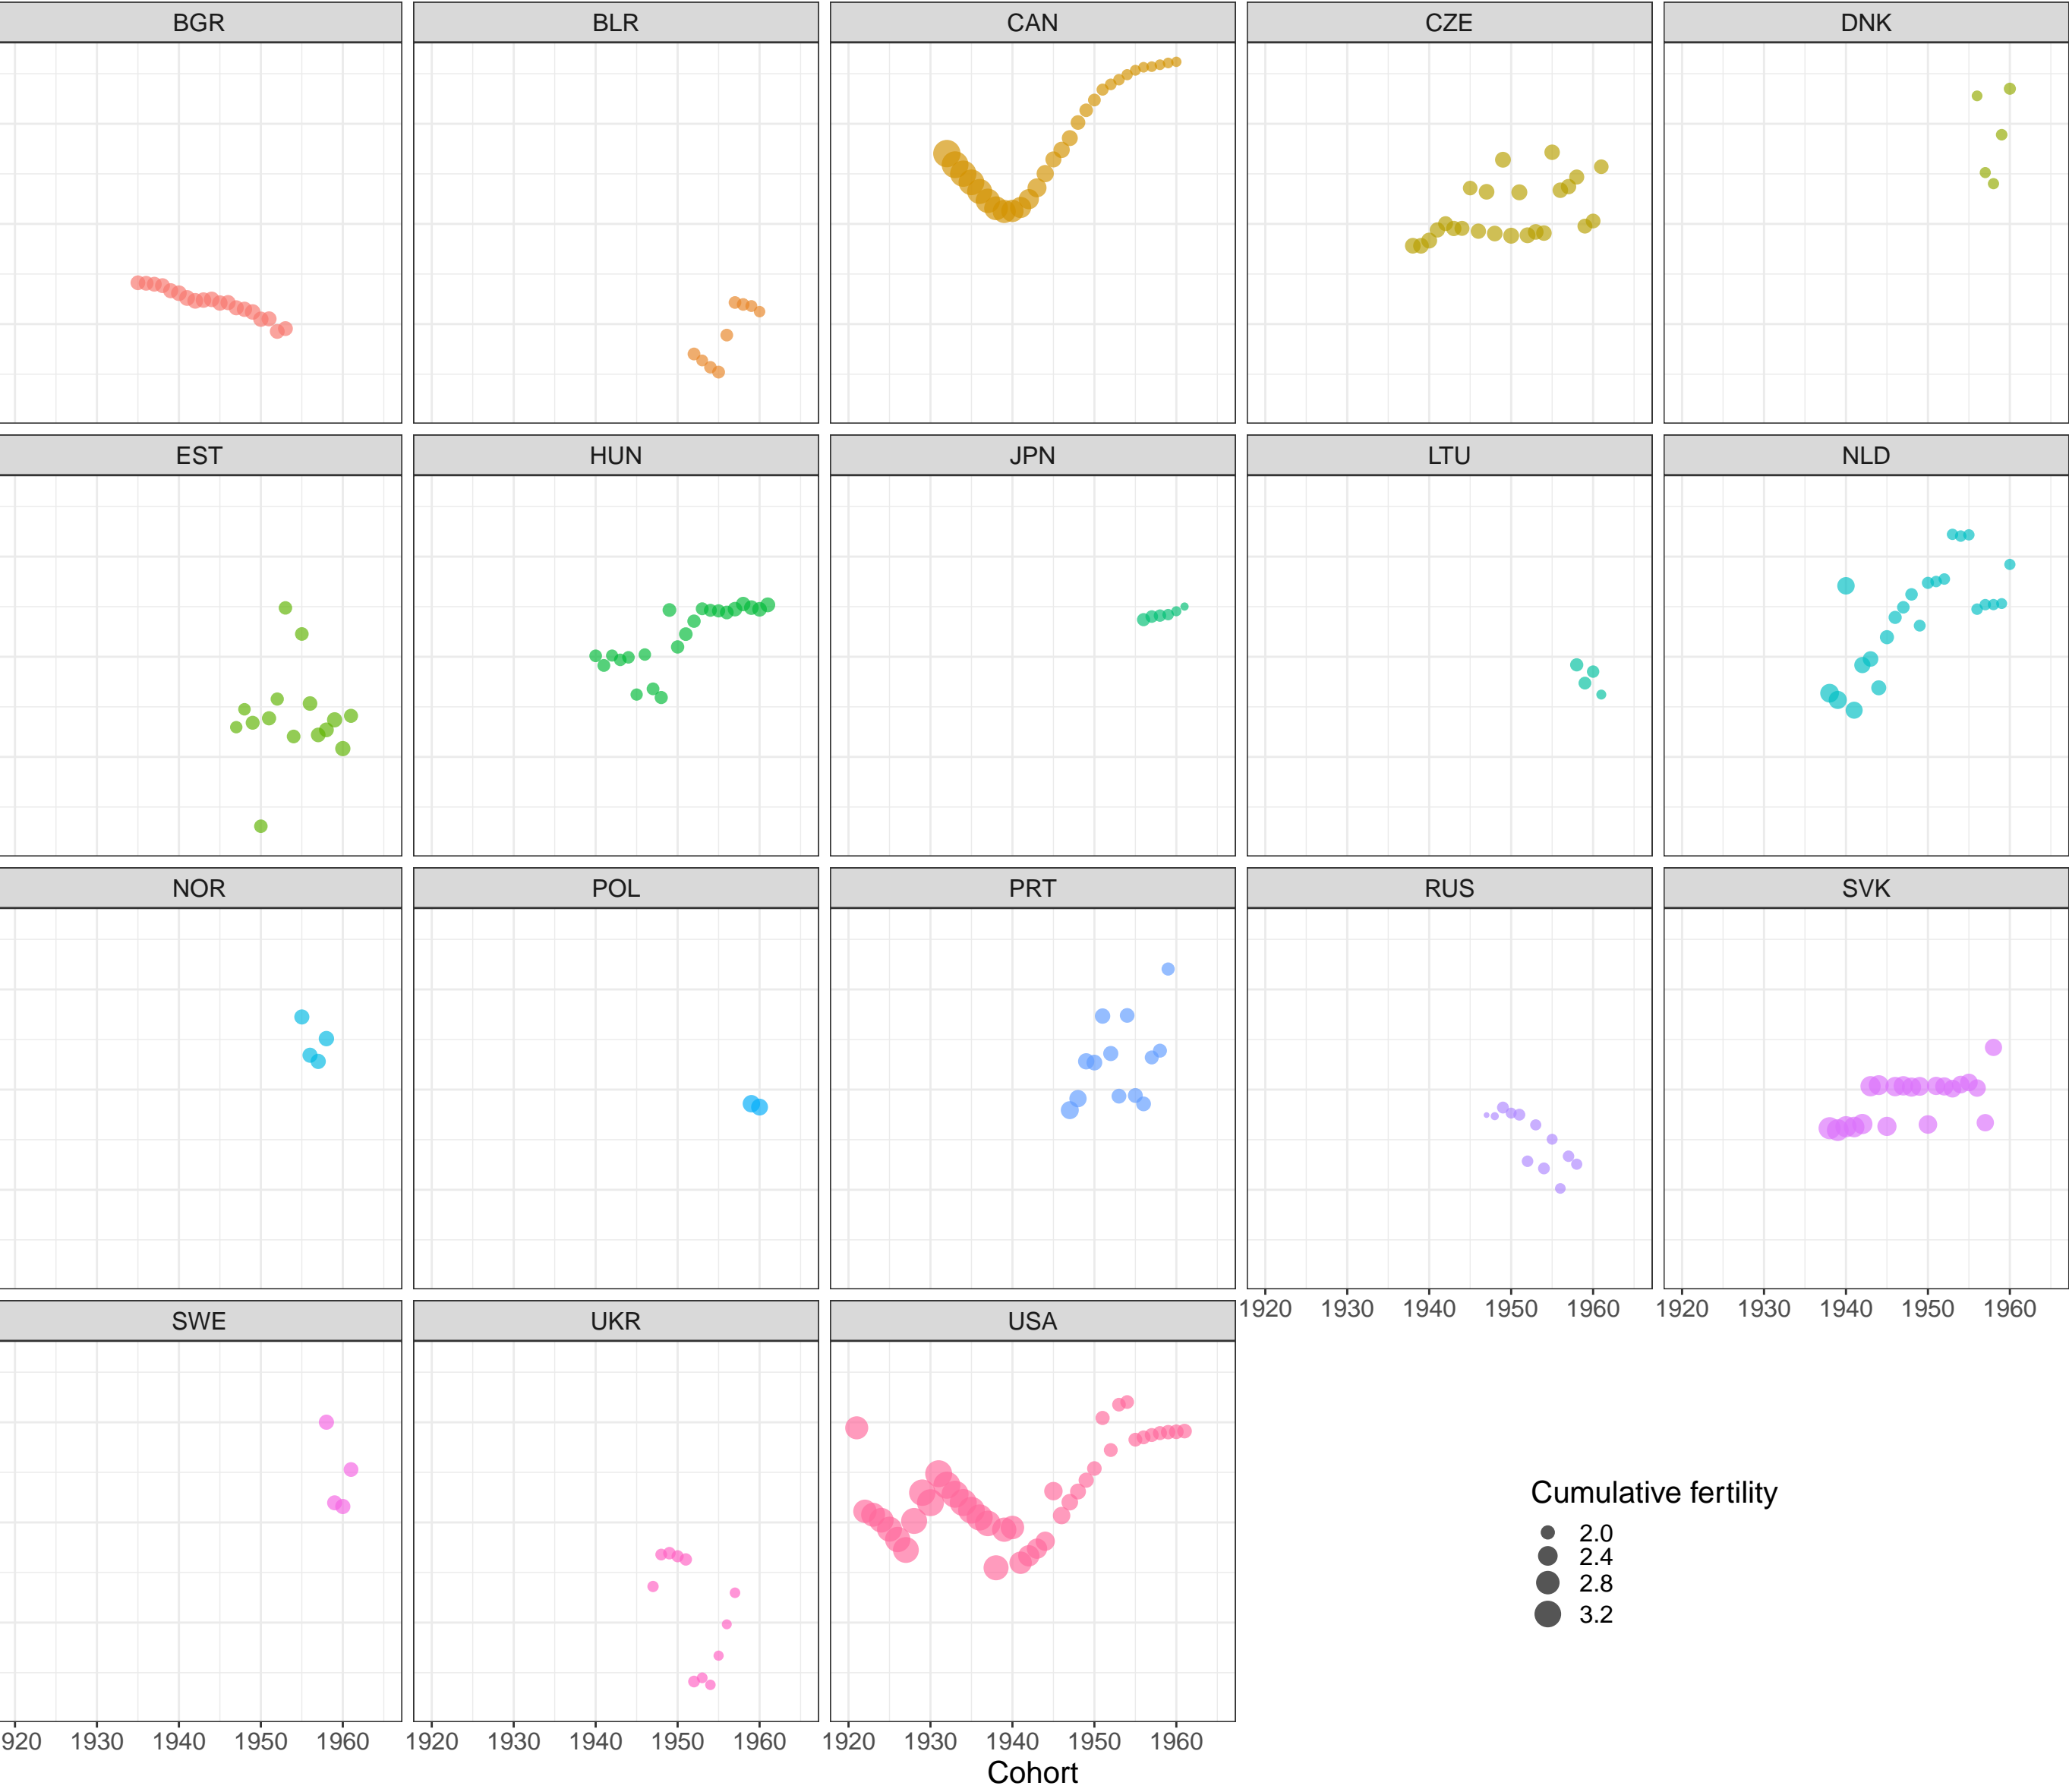 BGR BLR CAN CZE DNK
EST HUN JPN LTU NLD
NOR POL PRT RUS SVK
1920 1930 1940 1950 1960 1920 1930 1940 1950 1960
SWE UKR USA
Cumulative fertility
2.0
2.4
2.8
3.2
920 1930 1940 1950 1960 1920 1930 1940 1950 1960 1920 1930 1940 1950 1960
Cohort